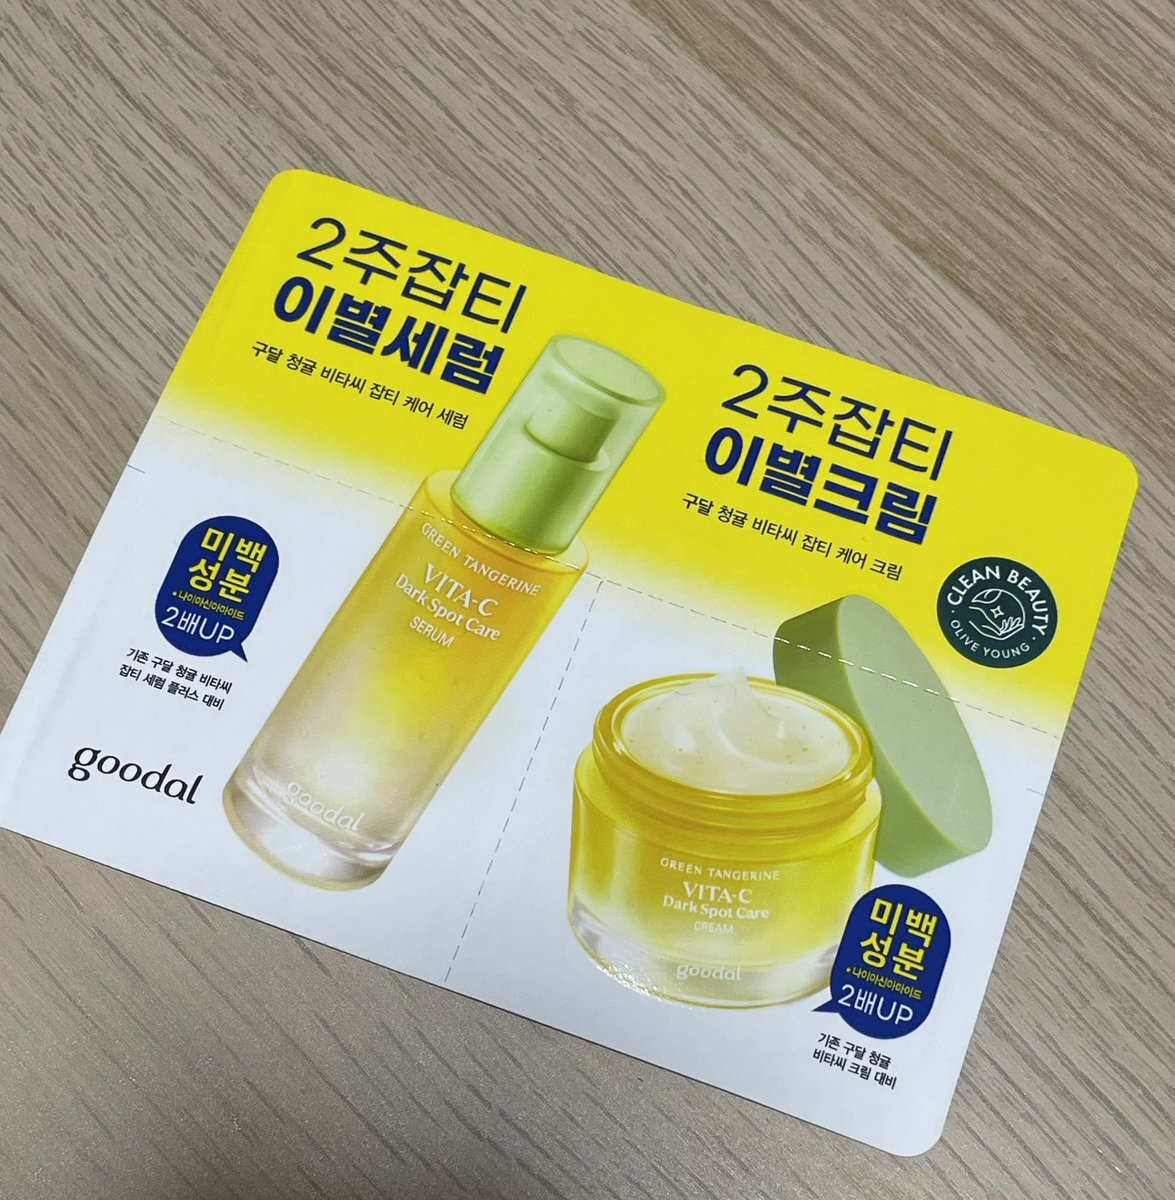 2주잡티
이별세럼
구달 청귤 비타씨 잡티 케어 세럼
미백
성분
*나이아신아마이드
2배UP
기존 구달 청귤 비타씨
잡티 세럼 플러스 대비
goodal
GREEN TANGERINE
VITA-C
Dark Spot Care
SERUM
goodal
2주잡티
이별크림
구달 청귤 비타씨 잡티 케어 크림
CLEAN BEAUTY
OLIVE YOUNG
GREEN TANGERINE
VITA-C
Dark Spot Care
CREAM
goodal
미백
성분
*나이아신아마이드
2배UP
기존 구달 청귤
비타씨 크림 대비